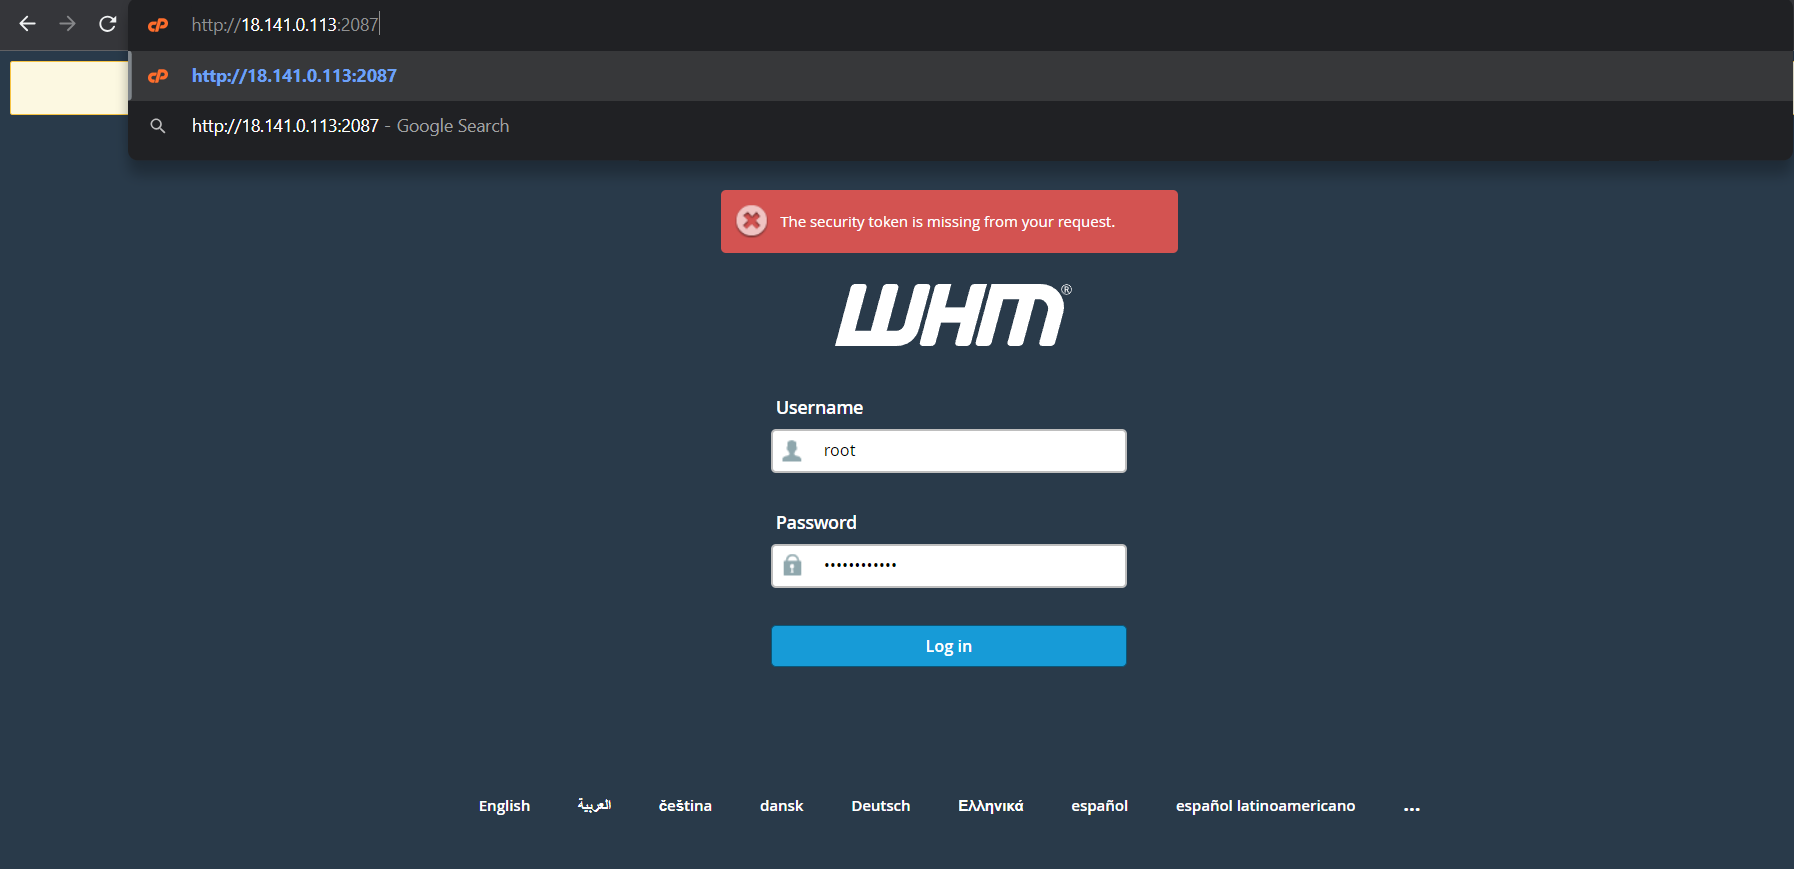 http://18.141.0.113:2087
http://18.141.0.113:2087
http://18.141.0.113:2087 - Google Search
The security token is missing from your request.
WHM®
Username
root
Password
••••••••••••
Log in
English العربية čeština dansk Deutsch Ελληνικά español español latinoamericano ...